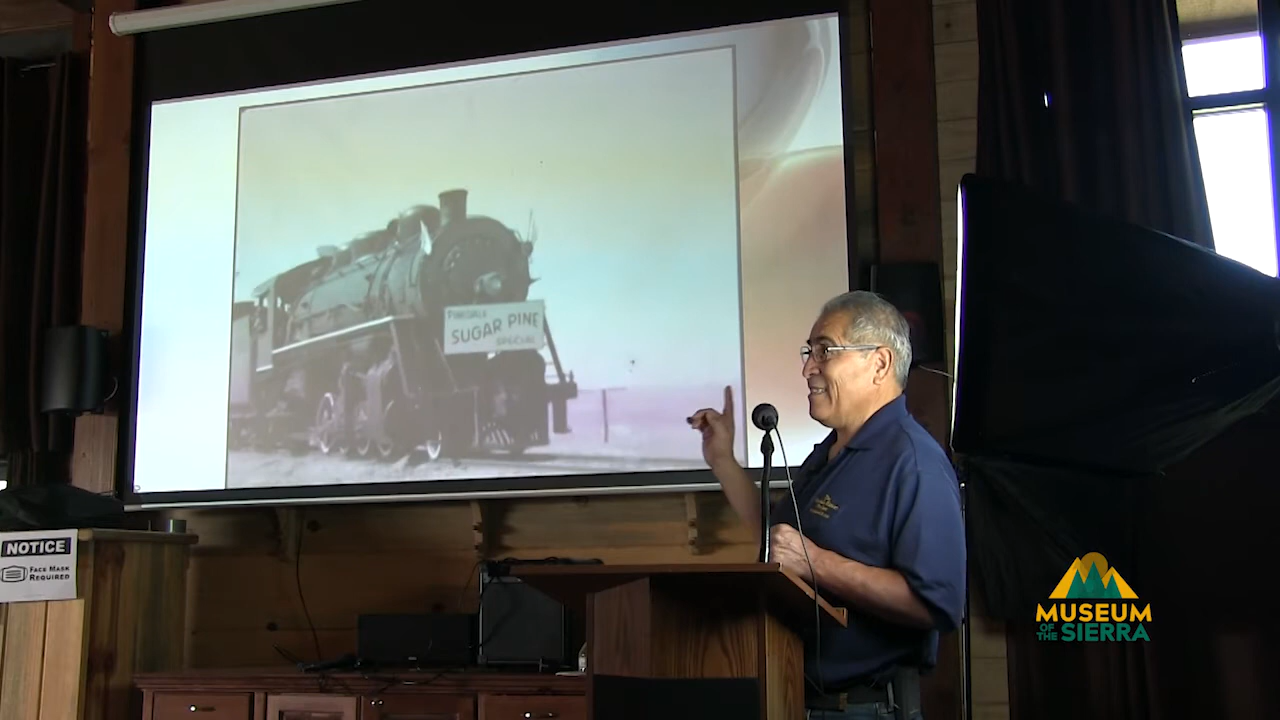 PINEDALE
SUGAR PINE
SPECIAL
NOTICE
FACE MASK
REQUIRED
MUSEUM
OF THE SIERRA